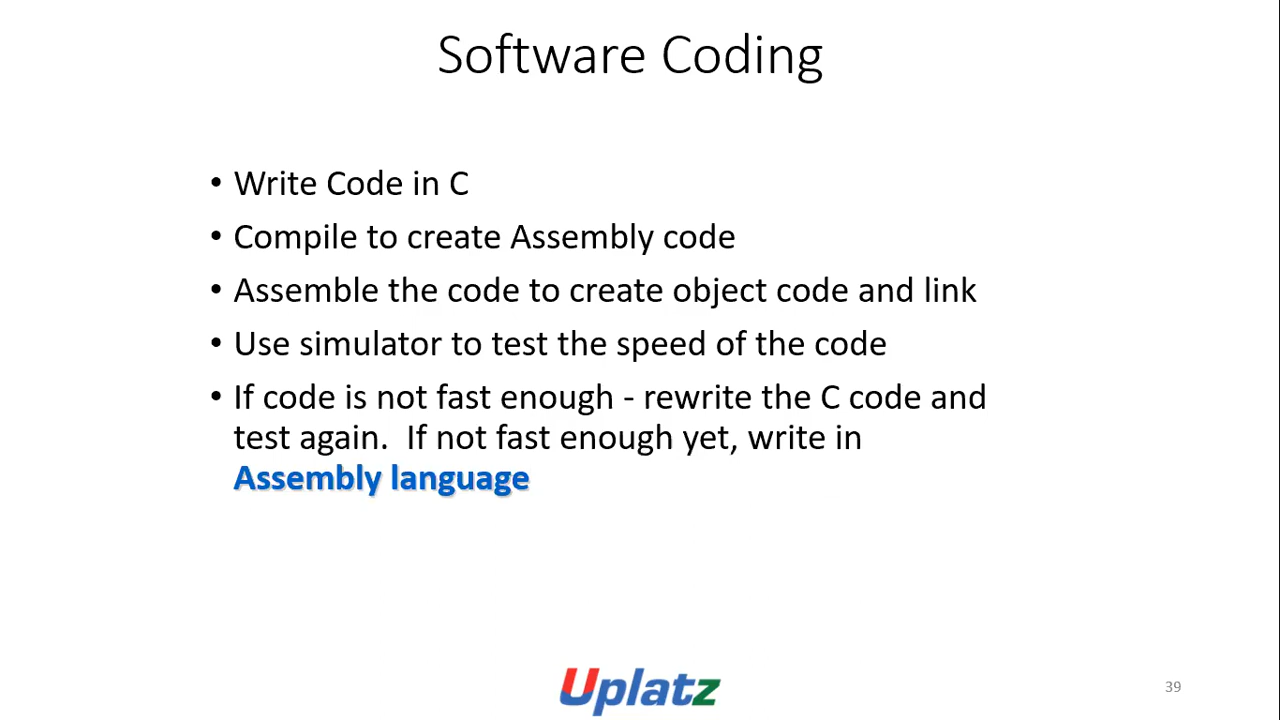 Software Coding
• Write Code in C
• Compile to create Assembly code
• Assemble the code to create object code and link
• Use simulator to test the speed of the code
• If code is not fast enough - rewrite the C code and
test again.  If not fast enough yet, write in
Assembly language
Uplatz
39